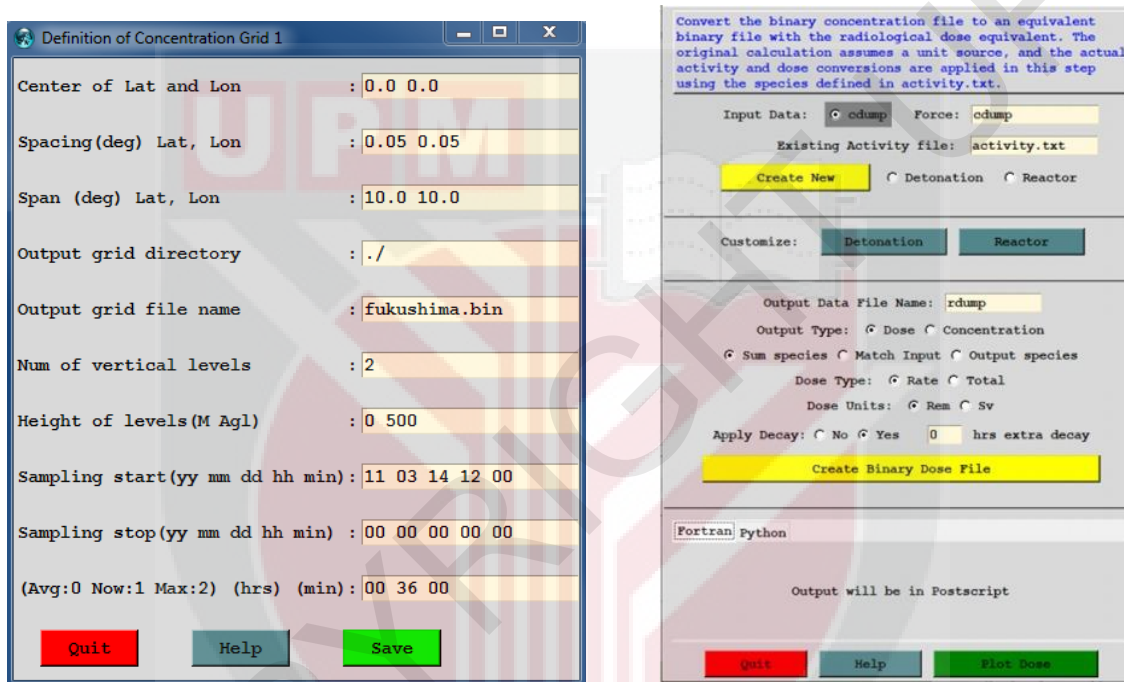 Definition of Concentration Grid 1
Center of Lat and Lon : 0.0 0.0
Spacing(deg) Lat, Lon : 0.05 0.05
Span (deg) Lat, Lon : 10.0 10.0
Output grid directory : ./
Output grid file name : fukushima.bin
Num of vertical levels : 2
Height of levels(M Agl) : 0 500
Sampling start(yy mm dd hh min): 11 03 14 12 00
Sampling stop(yy mm dd hh min) : 00 00 00 00 00
(Avg:0 Now:1 Max:2) (hrs) (min): 00 36 00
Quit Help Save
Convert the binary concentration file to an equivalent
binary file with the radiological dose equivalent. The
original calculation assumes a unit source, and the actual
activity and dose conversions are applied in this step
using the species defined in activity.txt.
Input Data: cdump Force: cdump
Existing Activity file: activity.txt
Create New Detonation Reactor
Customize: Detonation Reactor
Output Data File Name: rdump
Output Type: Dose Concentration
Sum species Match Input Output species
Dose Type: Rate Total
Dose Units: Rem Sv
Apply Decay: No Yes 0 hrs extra decay
Create Binary Dose File
Fortran Python
Output will be in Postscript
Quit Help Plot Dose
UPM
COPYRIGHT UPM